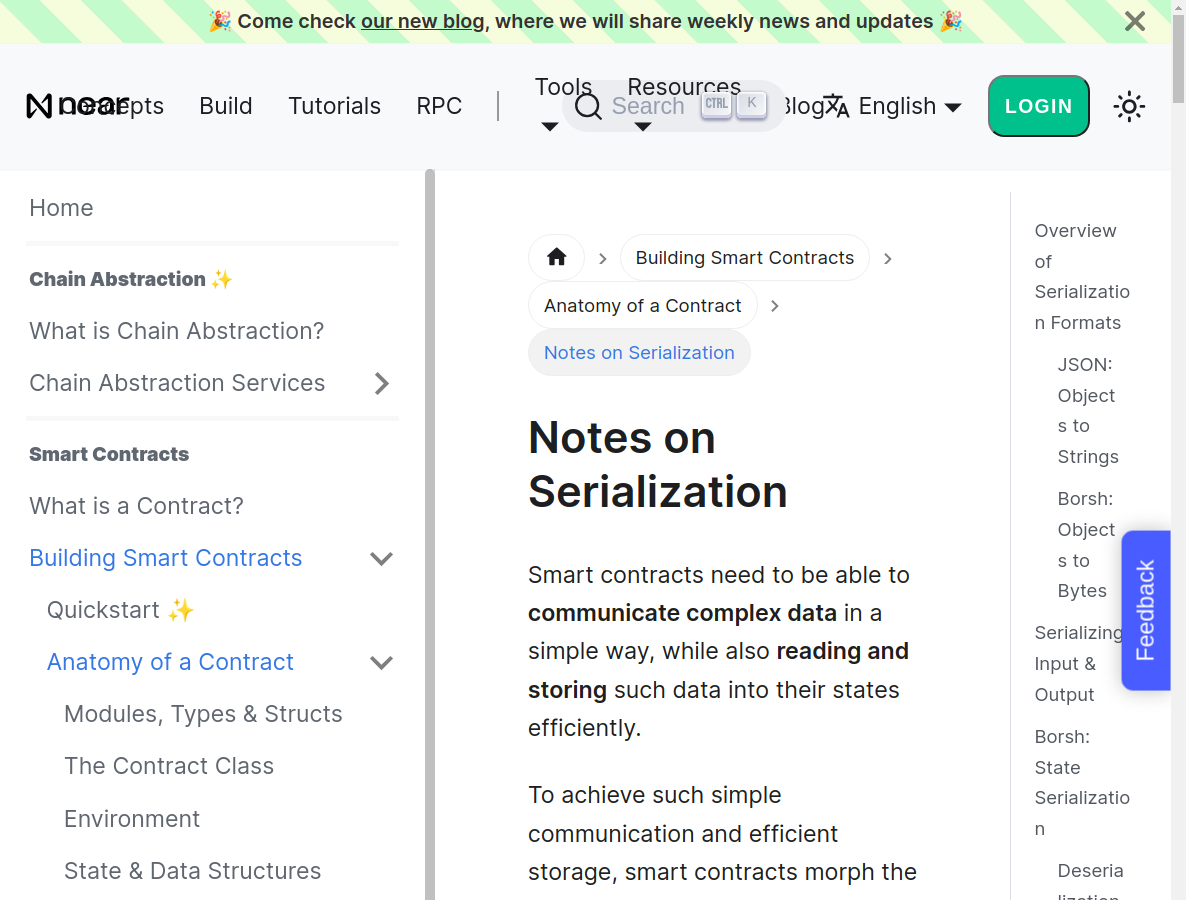 🎉 Come check our new blog, where we will share weekly news and updates 🎉
near
Concepts
Build
Tutorials
RPC
Tools
Resources
Search
CTRL
K
Blog
English
LOGIN
Home
Chain Abstraction ✨
What is Chain Abstraction?
Chain Abstraction Services
Smart Contracts
What is a Contract?
Building Smart Contracts
Quickstart ✨
Anatomy of a Contract
Modules, Types & Structs
The Contract Class
Environment
State & Data Structures
Building Smart Contracts
Anatomy of a Contract
Notes on Serialization
Notes on
Serialization
Smart contracts need to be able to
communicate complex data in a
simple way, while also reading and
storing such data into their states
efficiently.
To achieve such simple
communication and efficient
storage, smart contracts morph the
Overview
of
Serializatio
n Formats
JSON:
Object
s to
Strings
Borsh:
Object
s to
Bytes
Serializing
Input &
Output
Borsh:
State
Serializatio
n
Deseria
lization
Feedback